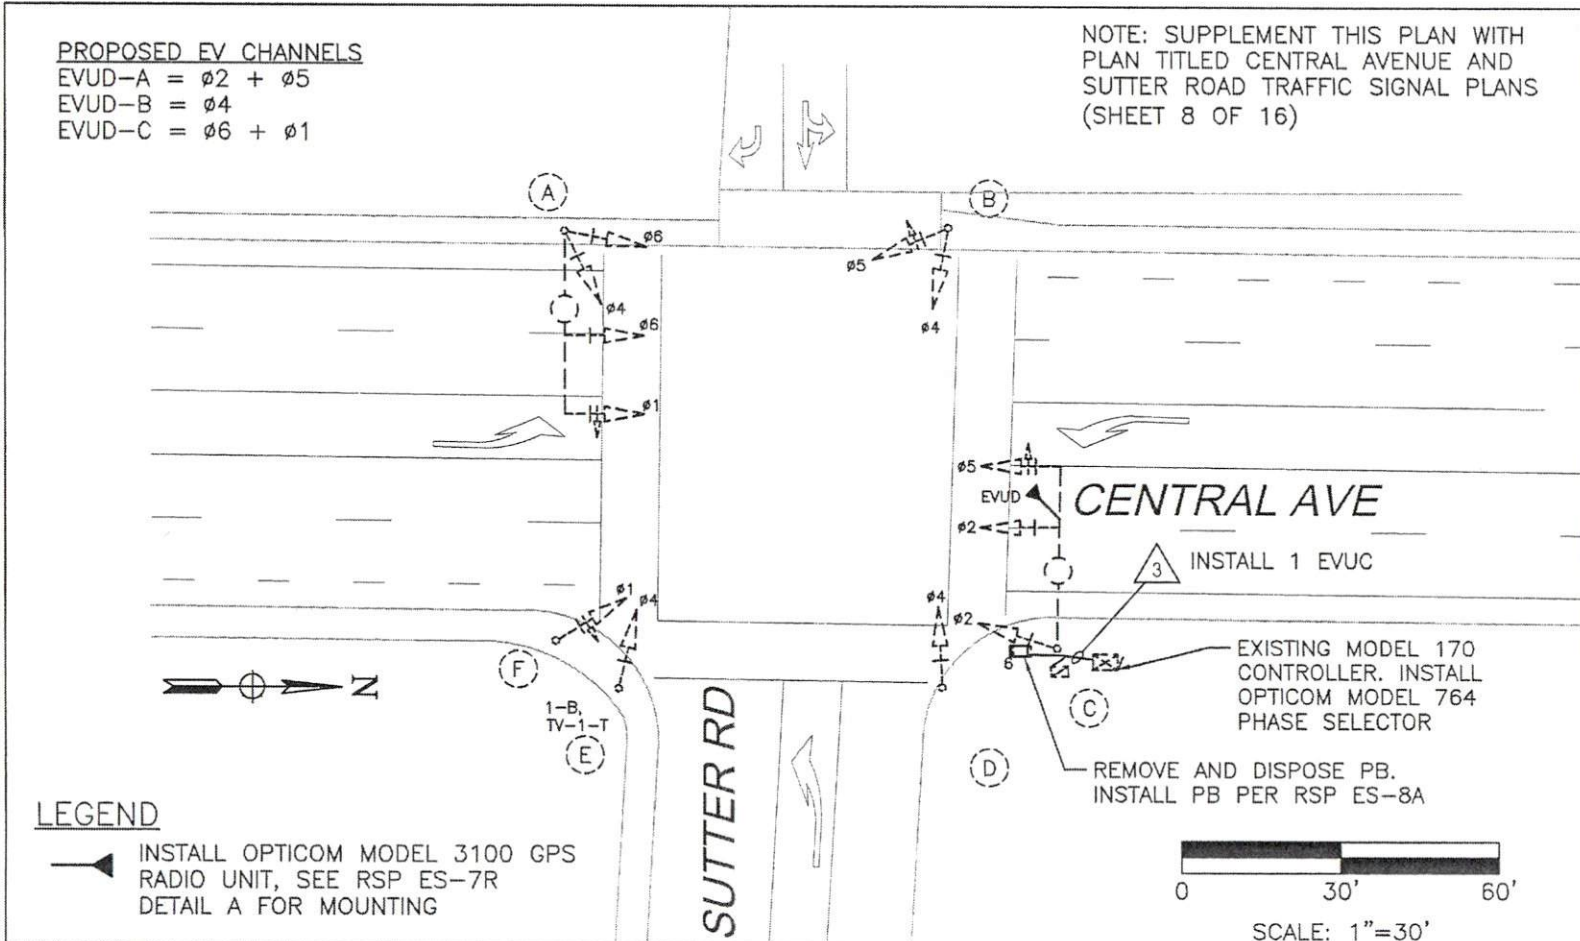 PROPOSED EV CHANNELS
EVUD-A = ø2 + ø5
EVUD-B = ø4
EVUD-C = ø6 + ø1
NOTE: SUPPLEMENT THIS PLAN WITH
PLAN TITLED CENTRAL AVENUE AND
SUTTER ROAD TRAFFIC SIGNAL PLANS
(SHEET 8 OF 16)
A
B
ø6
ø5
ø4
ø4
ø6
ø1
ø5
EVUD
CENTRAL AVE
ø2
3
INSTALL 1 EVUC
ø1
ø4
ø4
ø2
6
EXISTING MODEL 170
CONTROLLER. INSTALL
OPTICOM MODEL 764
PHASE SELECTOR
F
N
C
1-B,
TV-1-T
E
D
REMOVE AND DISPOSE PB.
INSTALL PB PER RSP ES-8A
SUTTER RD
LEGEND
INSTALL OPTICOM MODEL 3100 GPS
RADIO UNIT, SEE RSP ES-7R
DETAIL A FOR MOUNTING
0 30' 60'
SCALE: 1"=30'